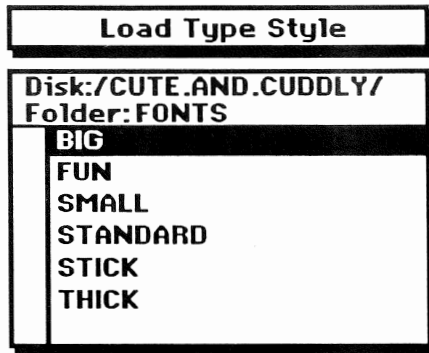 Load Type Style
Disk:/CUTE.AND.CUDDLY/
Folder:FONTS
BIG
FUN
SMALL
STANDARD
STICK
THICK